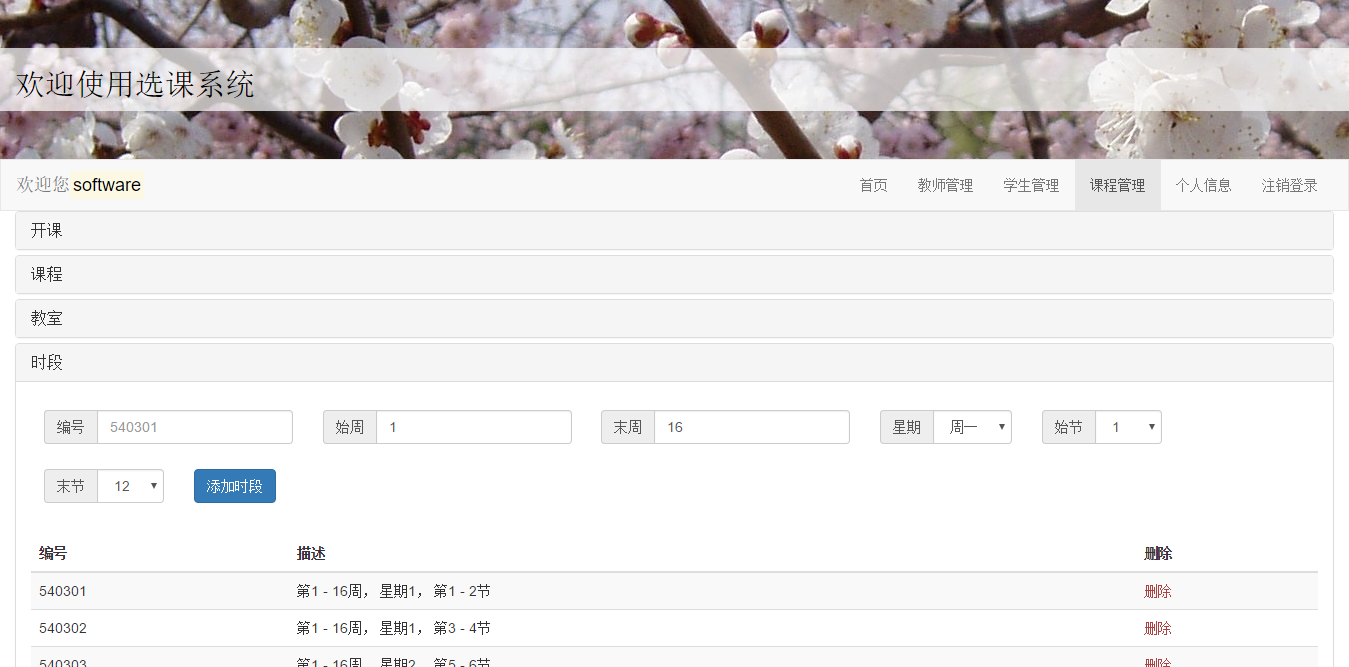 欢迎使用选课系统
欢迎您 software 首页 教师管理 学生管理 课程管理 个人信息 注销登录
开课
课程
教室
时段
编号 540301 始周 1 末周 16 星期 周一 始节 1
末节 12 添加时段
编号 描述 删除
540301 第1 - 16周, 星期1, 第1 - 2节 删除
540302 第1 - 16周, 星期1, 第3 - 4节 删除
540303 第1 - 16周, 星期2, 第5 - 6节 删除